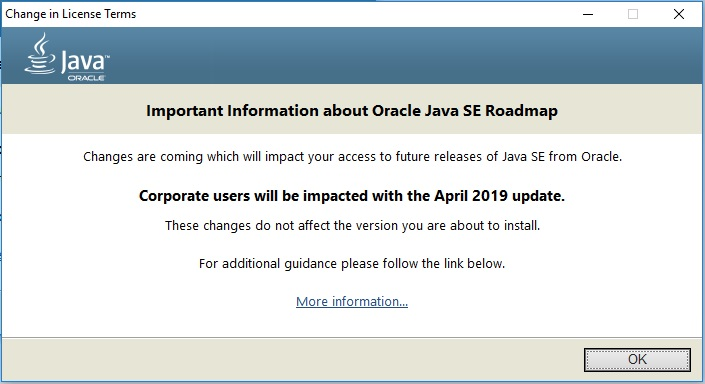 Change in License Terms
Java™
ORACLE
Important Information about Oracle Java SE Roadmap
Changes are coming which will impact your access to future releases of Java SE from Oracle.
Corporate users will be impacted with the April 2019 update.
These changes do not affect the version you are about to install.
For additional guidance please follow the link below.
More information...
OK